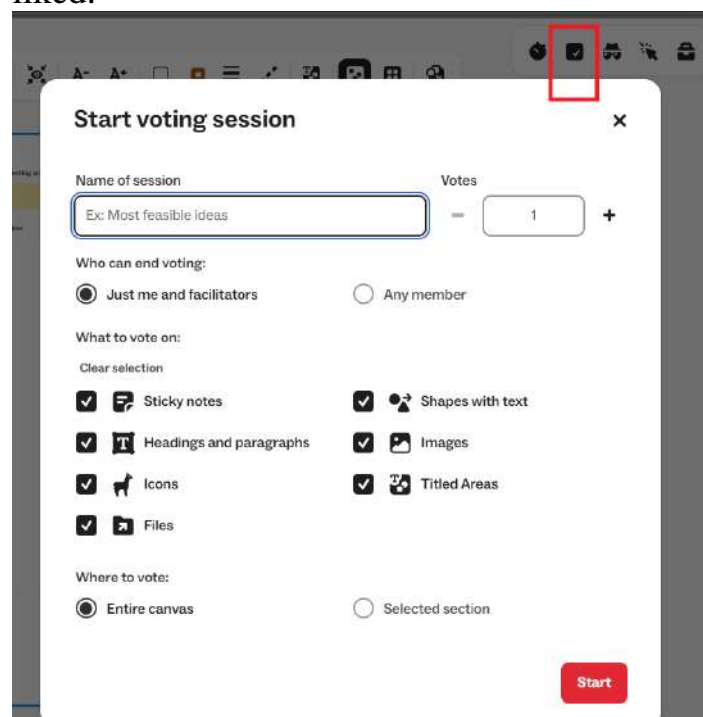 liked.
A- A+
Start voting session
Name of session Votes
Ex: Most feasible ideas 1
Who can end voting:
Just me and facilitators Any member
What to vote on:
Clear selection
Sticky notes Shapes with text
Headings and paragraphs Images
Icons Titled Areas
Files
Where to vote:
Entire canvas Selected section
Start